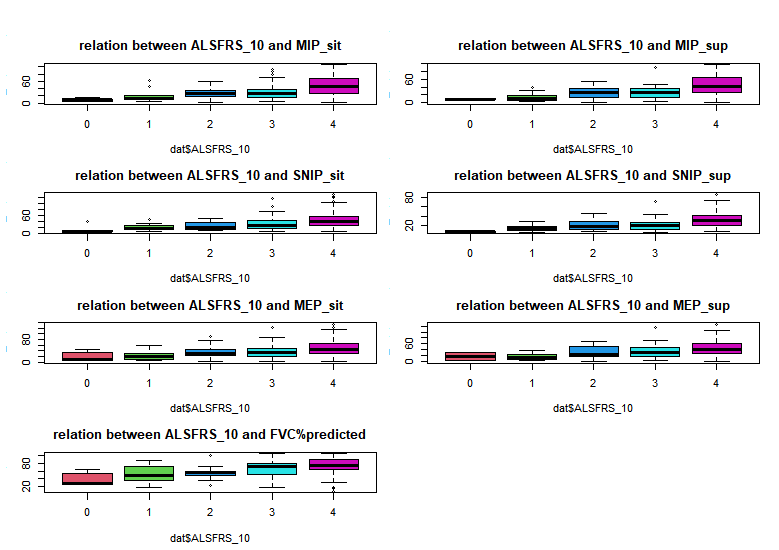 relation between ALSFRS_10 and MIP_sit
60
0
0 1 2 3 4
dat$ALSFRS_10
relation between ALSFRS_10 and MIP_sup
60
0
0 1 2 3 4
dat$ALSFRS_10
relation between ALSFRS_10 and SNIP_sit
60
0
0 1 2 3 4
dat$ALSFRS_10
relation between ALSFRS_10 and SNIP_sup
80
20
0 1 2 3 4
dat$ALSFRS_10
relation between ALSFRS_10 and MEP_sit
80
0
0 1 2 3 4
dat$ALSFRS_10
relation between ALSFRS_10 and MEP_sup
60
0
0 1 2 3 4
dat$ALSFRS_10
relation between ALSFRS_10 and FVC%predicted
80
20
0 1 2 3 4
dat$ALSFRS_10